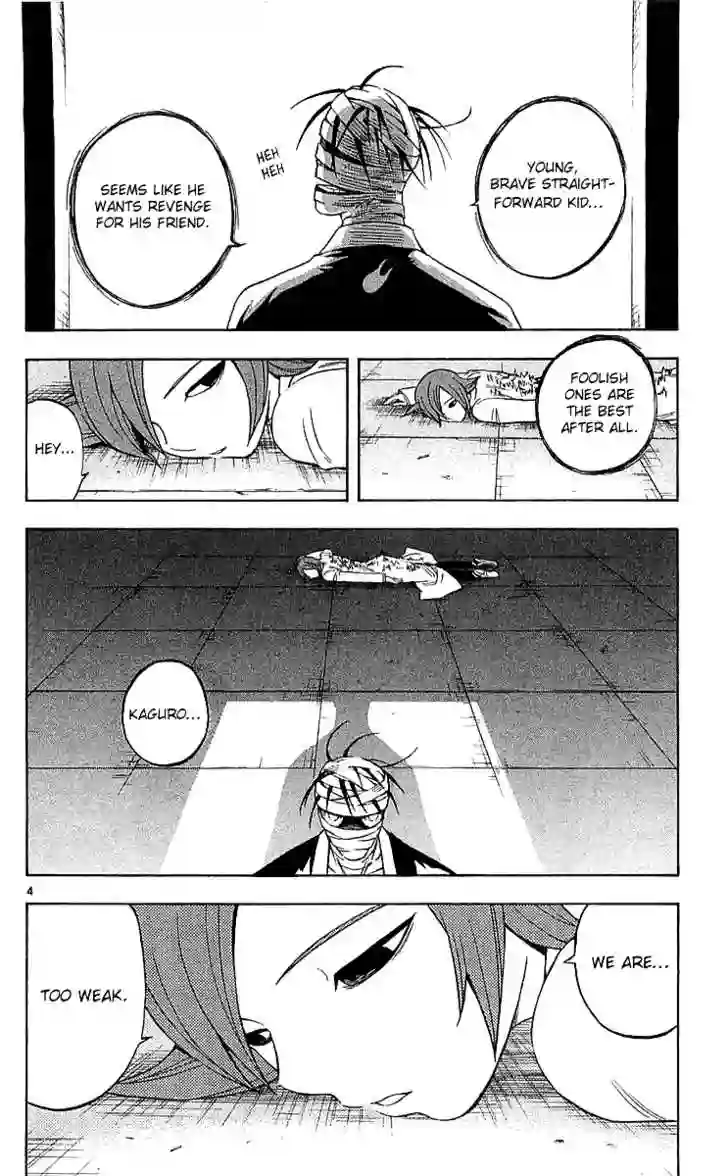 YOUNG,
BRAVE STRAIGHT-
FORWARD KID...
HEH
HEH
SEEMS LIKE HE
WANTS REVENGE
FOR HIS FRIEND.
FOOLISH
ONES ARE
THE BEST
AFTER ALL.
HEY...
KAGURO...
4
WE ARE...
TOO WEAK.